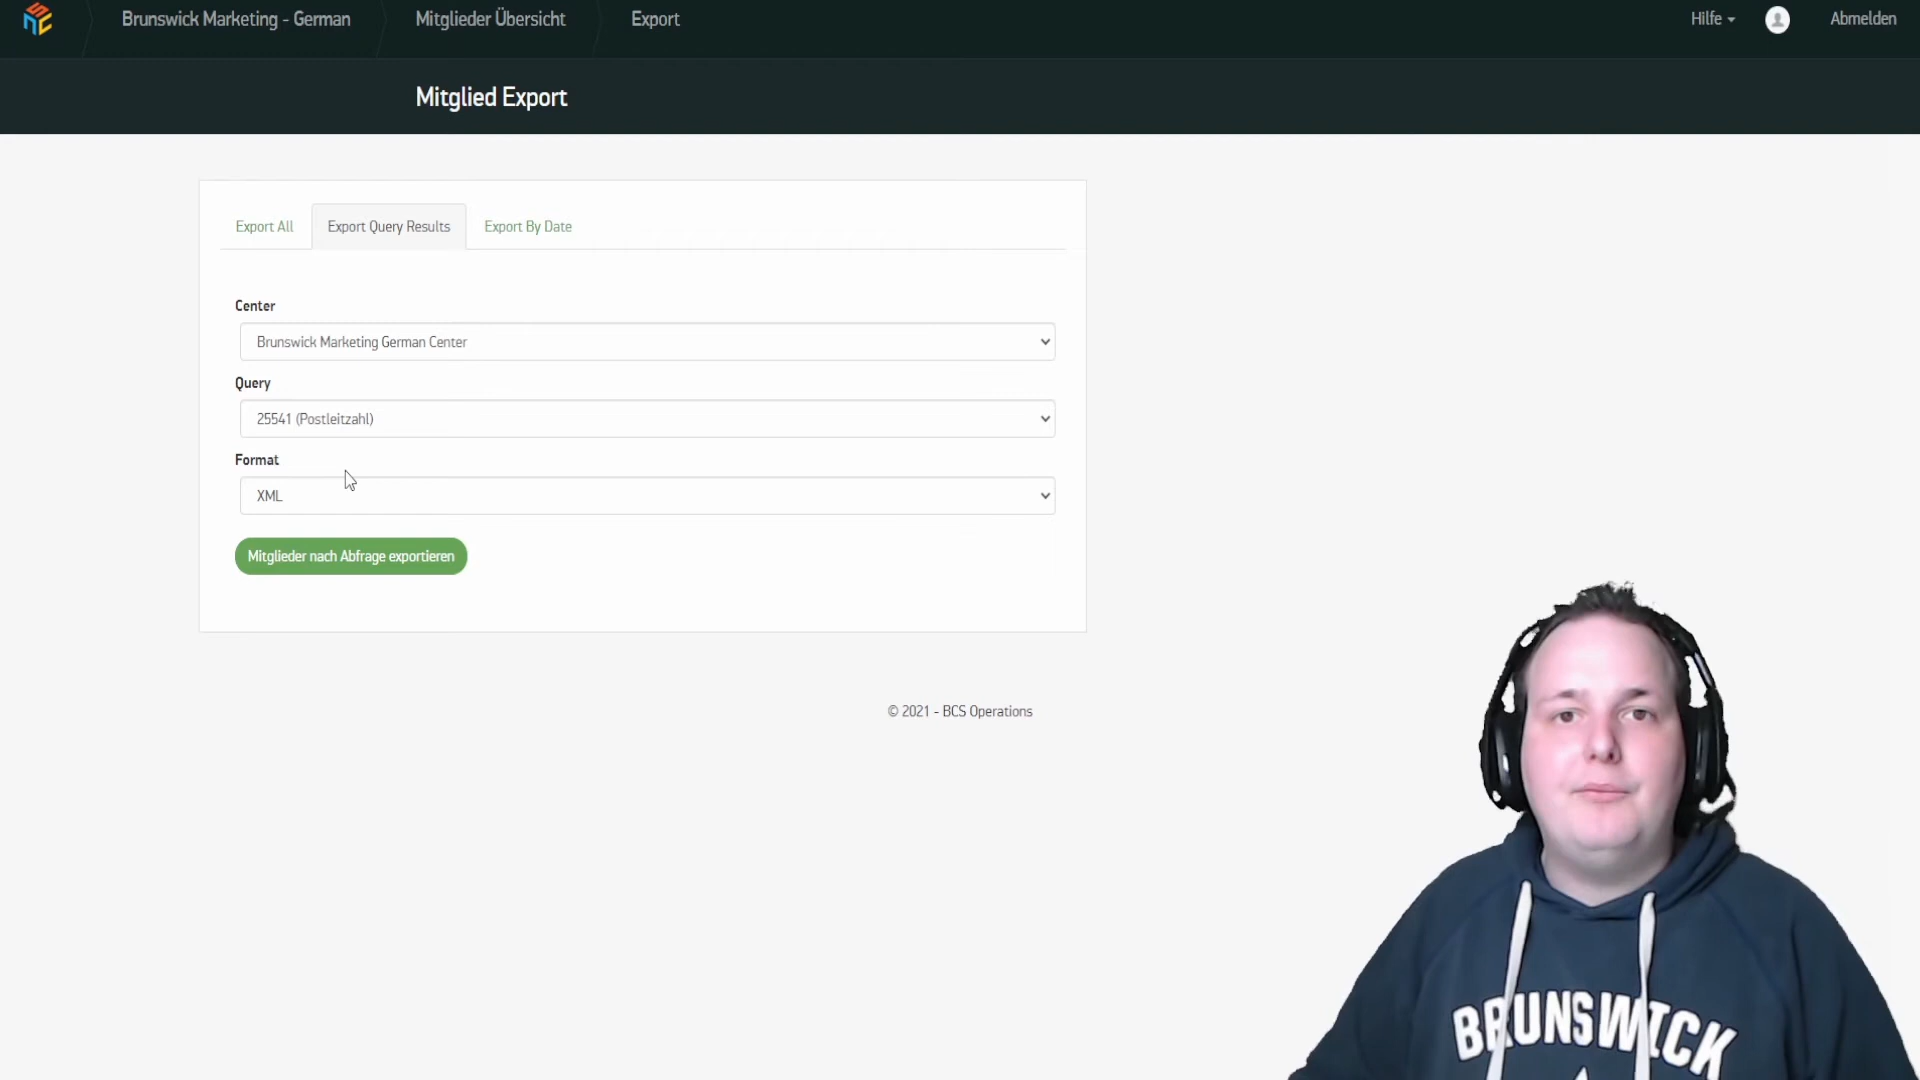 Brunswick Marketing - German
Mitglieder Übersicht
Export
Hilfe
Abmelden
Mitglied Export
Export All
Export Query Results
Export By Date
Center
Brunswick Marketing German Center
Query
25541 (Postleitzahl)
Format
XML
Mitglieder nach Abfrage exportieren
© 2021 - BCS Operations
BRUNSWICK